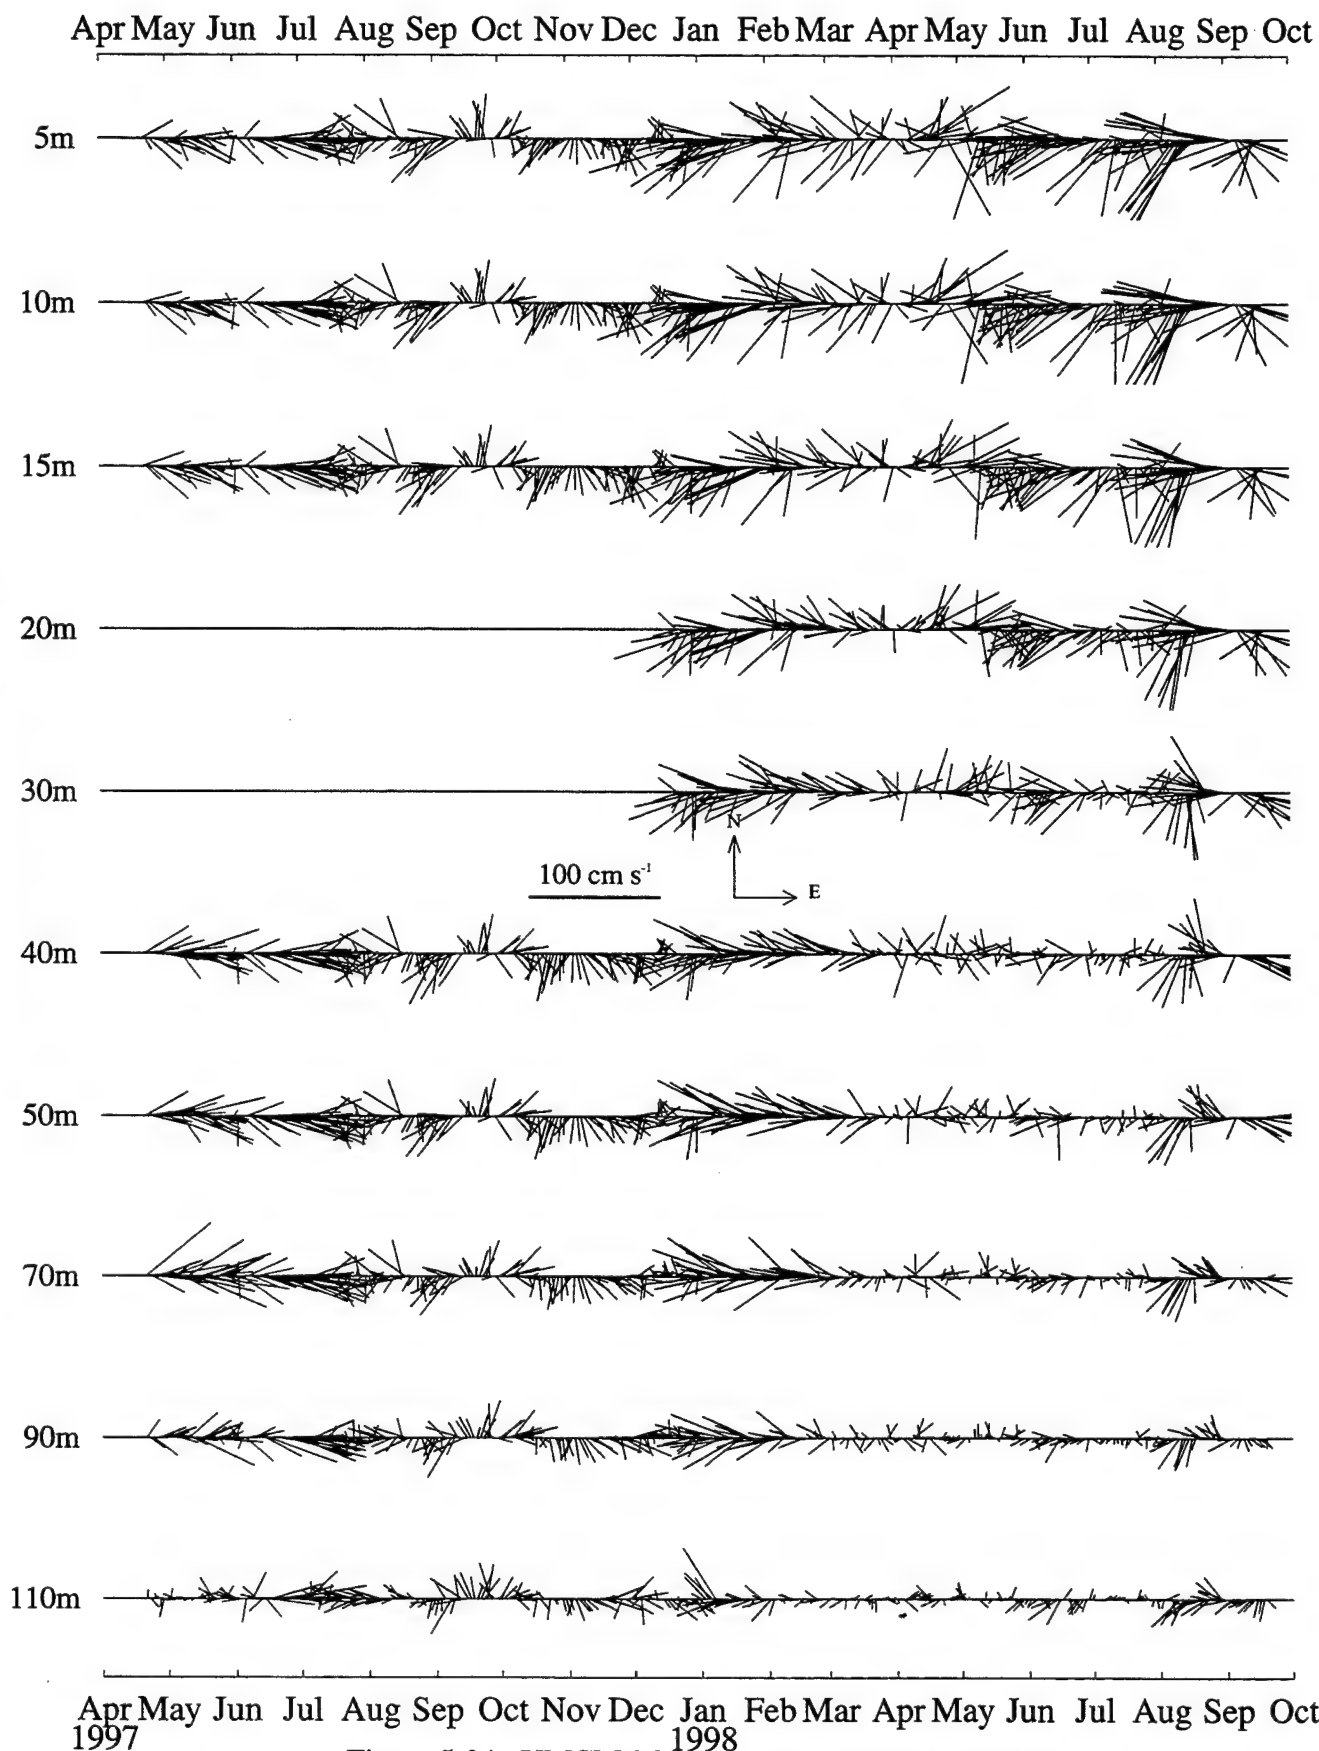 Apr May Jun Jul Aug Sep Oct Nov Dec Jan Feb Mar Apr May Jun Jul Aug Sep Oct
5m
10m
15m
20m
30m
N
100 cm s⁻¹
E
40m
50m
70m
90m
110m
Apr May Jun Jul Aug Sep Oct Nov Dec Jan Feb Mar Apr May Jun Jul Aug Sep Oct
1997 1998